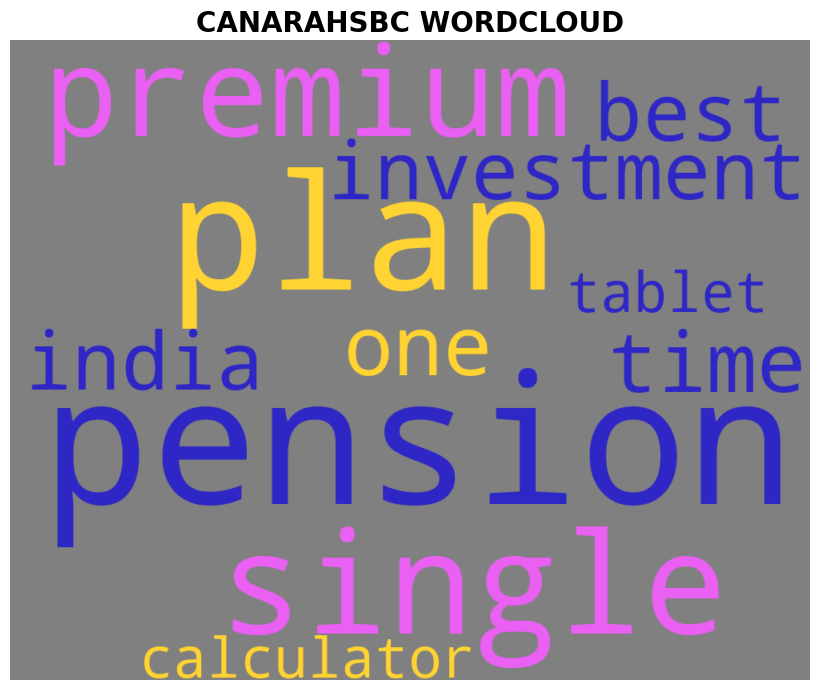 CANARAHSBC WORDCLOUD
premium
best
investment
plan
tablet
one
india
time
pension
single
calculator